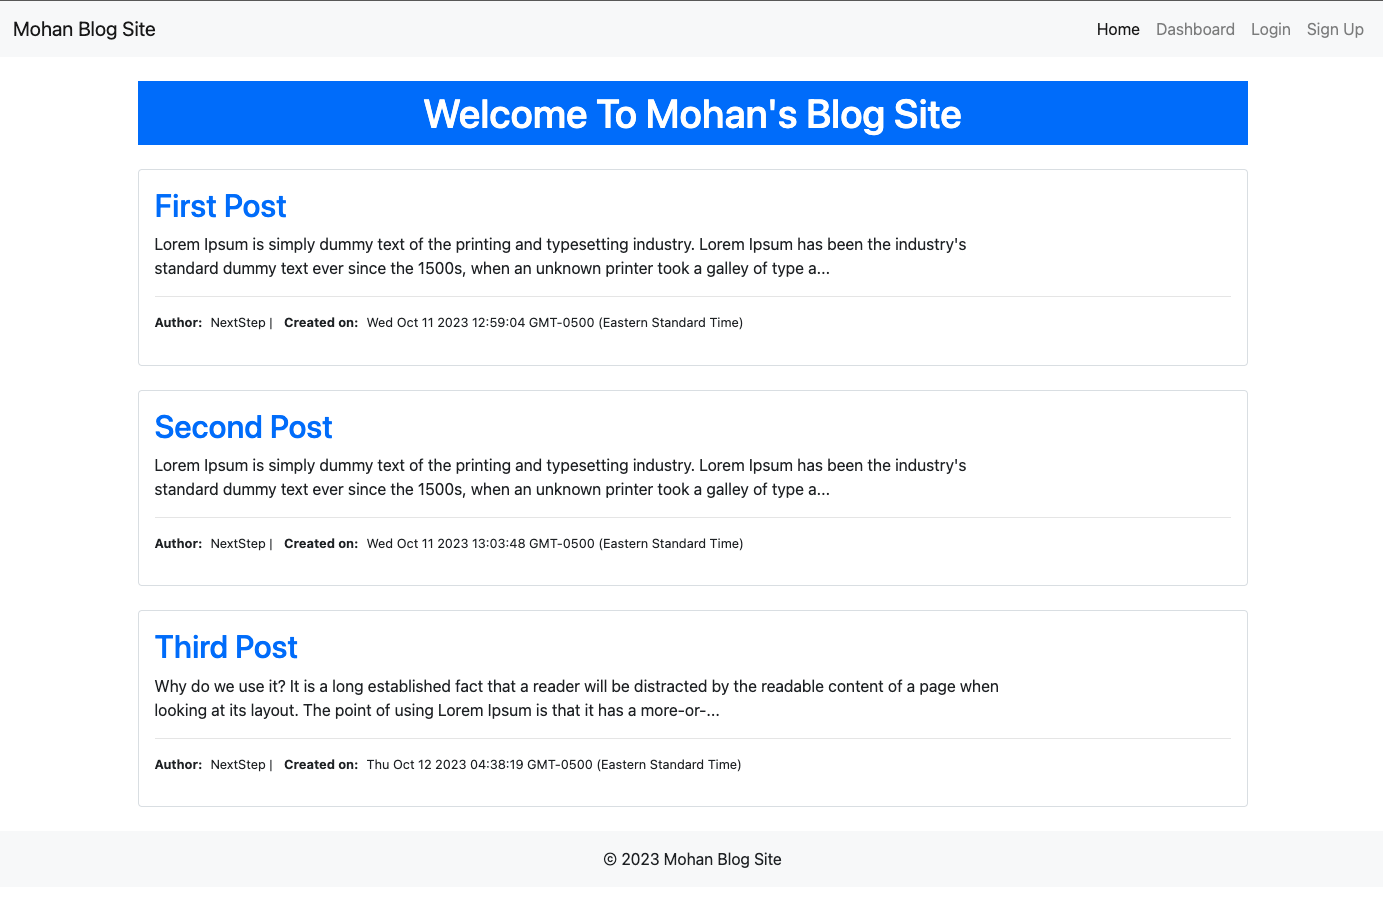 Mohan Blog Site
Home Dashboard Login Sign Up
Welcome To Mohan's Blog Site
First Post
Lorem Ipsum is simply dummy text of the printing and typesetting industry. Lorem Ipsum has been the industry's
standard dummy text ever since the 1500s, when an unknown printer took a galley of type a...
Author: NextStep | Created on: Wed Oct 11 2023 12:59:04 GMT-0500 (Eastern Standard Time)
Second Post
Lorem Ipsum is simply dummy text of the printing and typesetting industry. Lorem Ipsum has been the industry's
standard dummy text ever since the 1500s, when an unknown printer took a galley of type a...
Author: NextStep | Created on: Wed Oct 11 2023 13:03:48 GMT-0500 (Eastern Standard Time)
Third Post
Why do we use it? It is a long established fact that a reader will be distracted by the readable content of a page when
looking at its layout. The point of using Lorem Ipsum is that it has a more-or-...
Author: NextStep | Created on: Thu Oct 12 2023 04:38:19 GMT-0500 (Eastern Standard Time)
© 2023 Mohan Blog Site